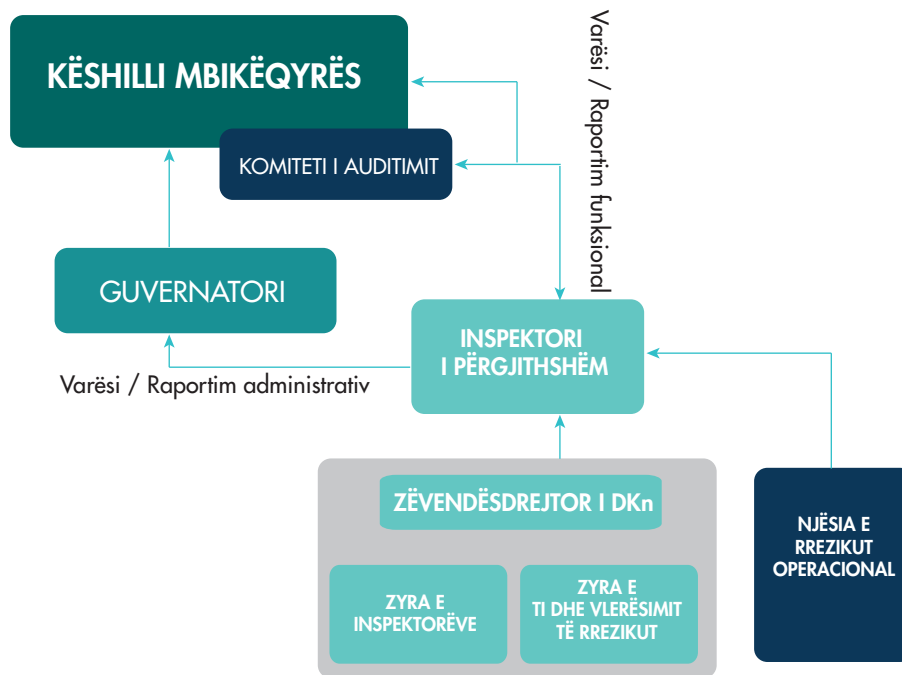 KËSHILLI MBIKËQYRËS
KOMITETI I AUDITIMIT
Varësi / Raportim funksional
GUVERNATORI
INSPEKTORI
I PËRGJITHSHËM
Varësi / Raportim administrativ
ZËVENDËSDREJTOR I DKn
ZYRA E
INSPEKTORËVE
ZYRA E
TI DHE VLERËSIMIT
TË RREZIKUT
NJËSIA E
RREZIKUT
OPERACIONAL